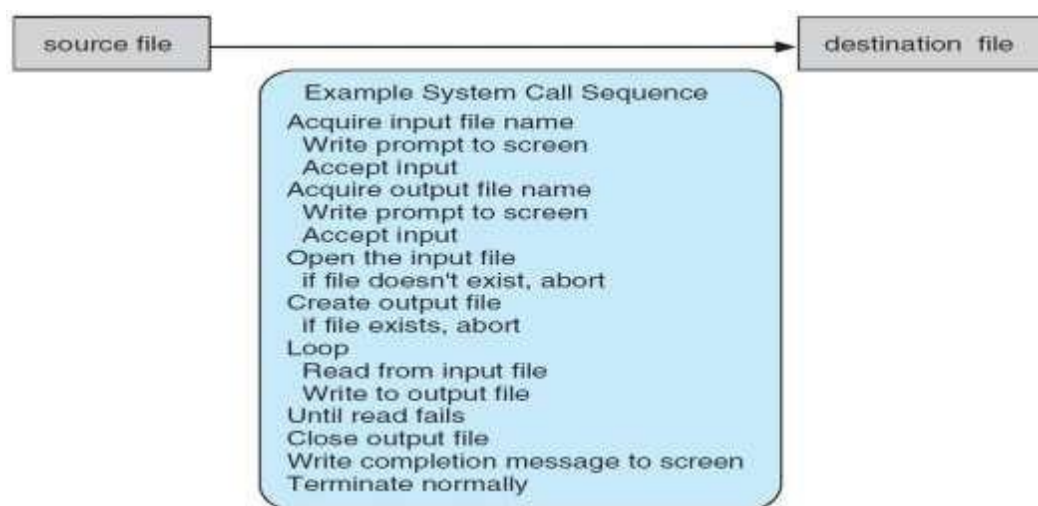 source file
destination file
Example System Call Sequence
Acquire input file name
Write prompt to screen
Accept input
Acquire output file name
Write prompt to screen
Accept input
Open the input file
if file doesn't exist, abort
Create output file
if file exists, abort
Loop
Read from input file
Write to output file
Until read fails
Close output file
Write completion message to screen
Terminate normally